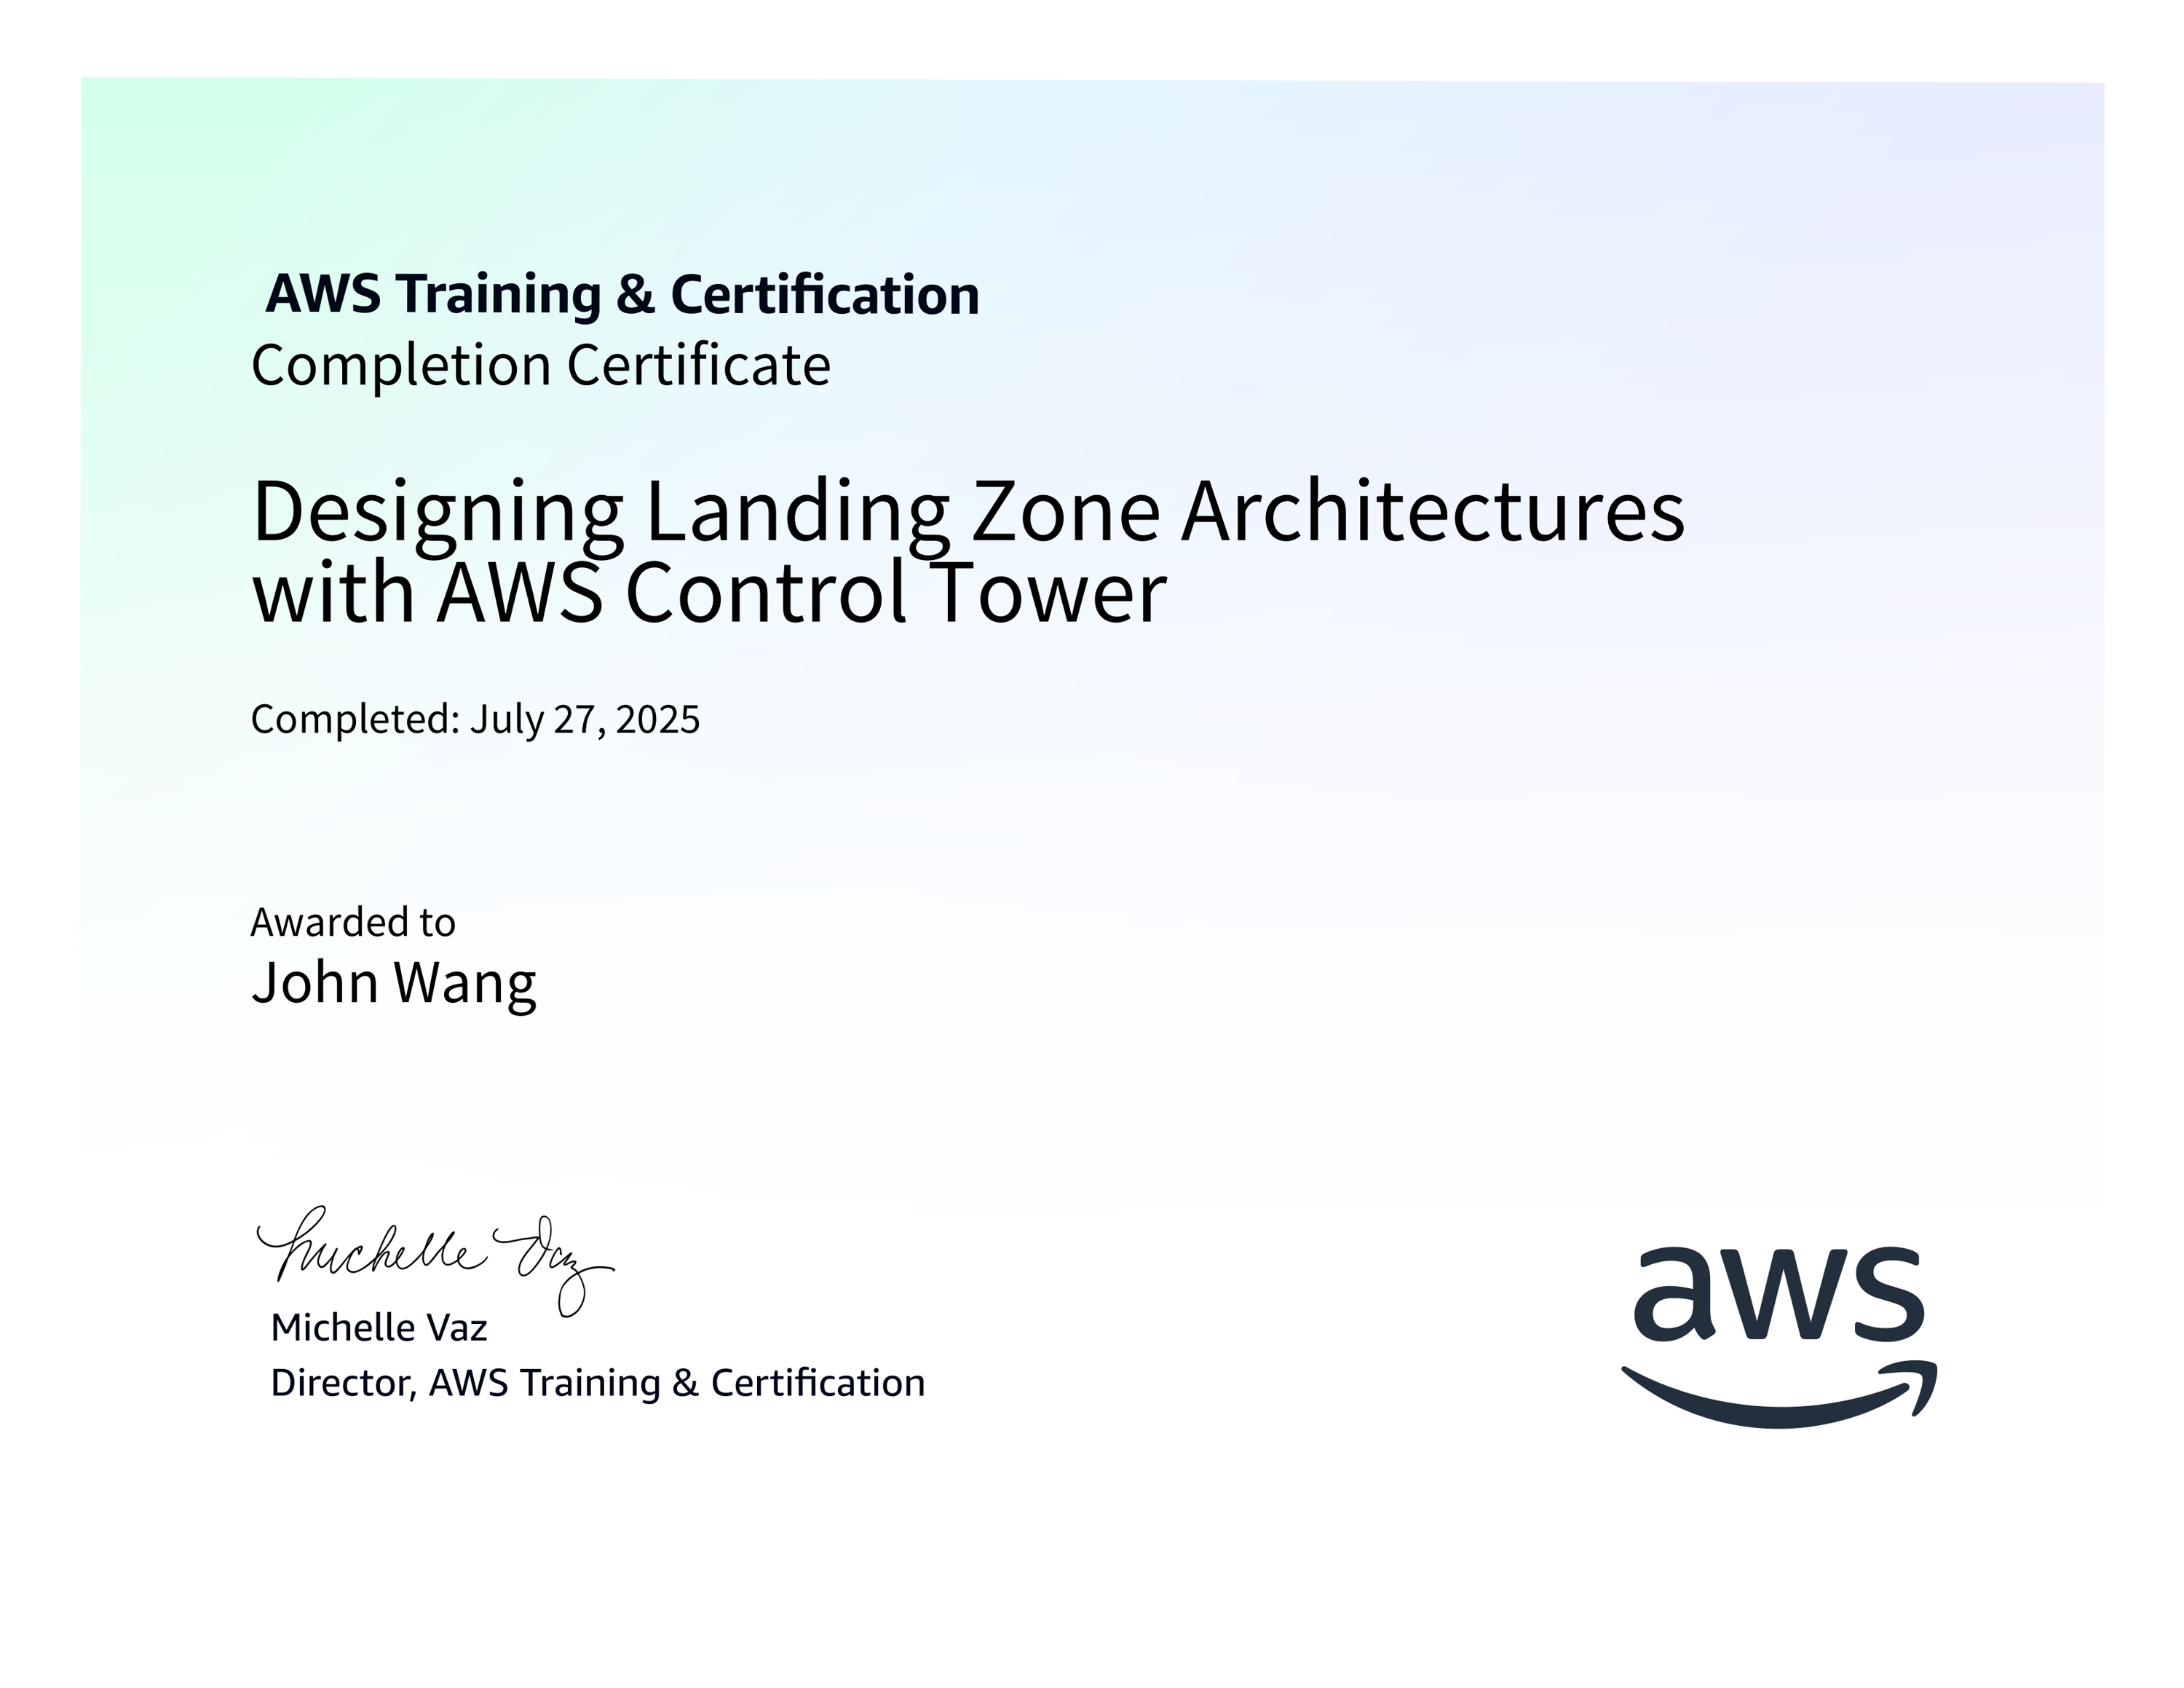 AWS Training & Certification
Completion Certificate
Designing Landing Zone Architectures
with AWS Control Tower
Completed: July 27, 2025
Awarded to
John Wang
Michelle Vaz
Michelle Vaz
Director, AWS Training & Certification
aws